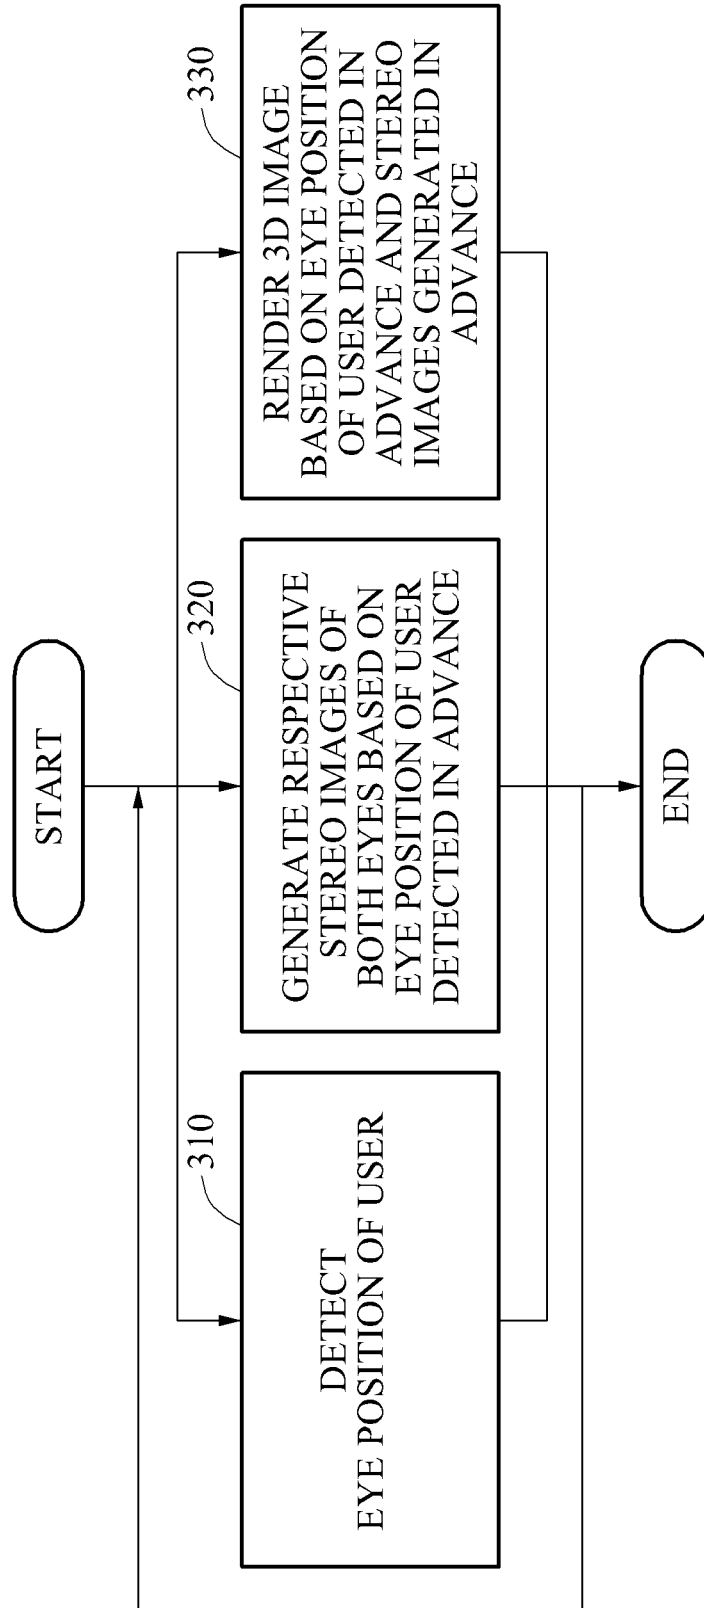 START
310
DETECT
EYE POSITION OF USER
320
GENERATE RESPECTIVE
STEREO IMAGES OF
BOTH EYES BASED ON
EYE POSITION OF USER
DETECTED IN ADVANCE
330
RENDER 3D IMAGE
BASED ON EYE POSITION
OF USER DETECTED IN
ADVANCE AND STEREO
IMAGES GENERATED IN
ADVANCE
END